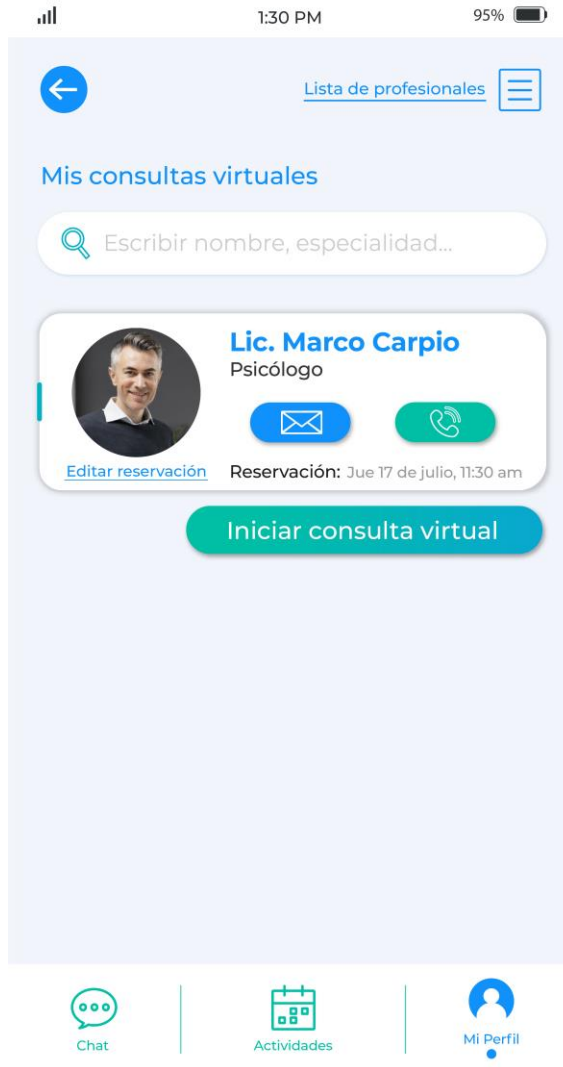 1:30 PM
95%
Lista de profesionales
Mis consultas virtuales
Escribir nombre, especialidad...
Lic. Marco Carpio
Psicólogo
Editar reservación
Reservación: Jue 17 de julio, 11:30 am
Iniciar consulta virtual
Chat
Actividades
Mi Perfil